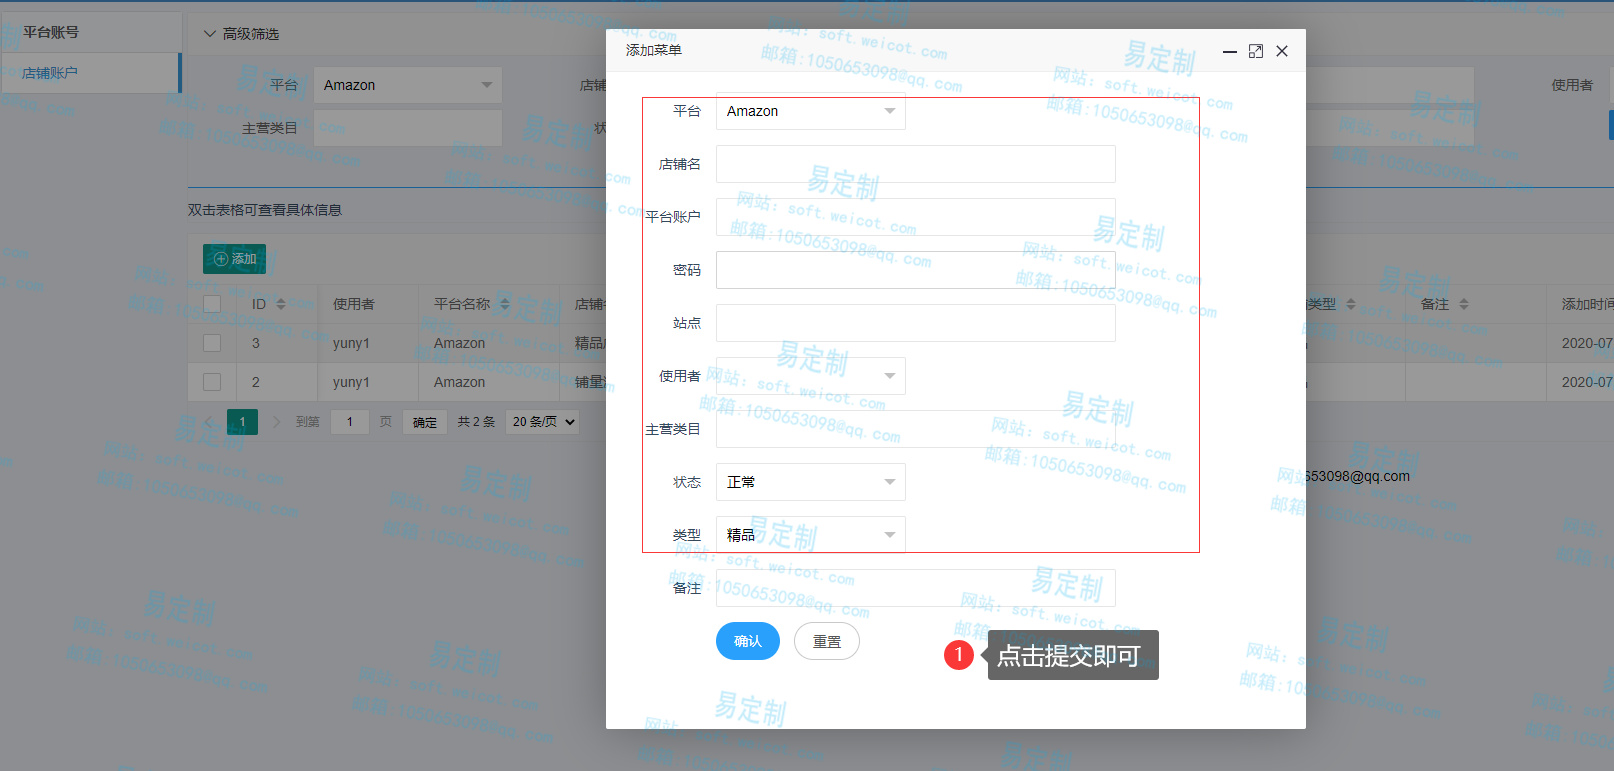 平台账号
店铺账户
高级筛选
平台
Amazon
店铺
使用者
主营类目
双击表格可查看具体信息
添加
ID
使用者
平台名称
店铺
类型
备注
添加时间
3
yuny1
Amazon
精品
2020-07
2
yuny1
Amazon
铺量
2020-07
1
到第
1
页
确定
共 2 条
20 条/页
653098@qq.com
添加菜单
平台
Amazon
店铺名
平台账户
密码
站点
使用者
主营类目
状态
正常
类型
精品
备注
确认
重置
1
点击提交即可
易定制
网站: soft.weicot.com
邮箱:1050653098@qq.com